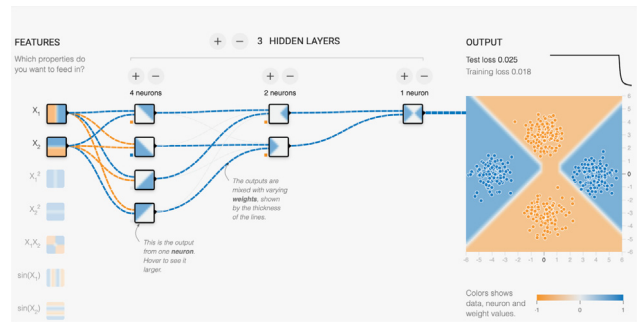 FEATURES
Which properties do
you want to feed in?
+ − 3 HIDDEN LAYERS
OUTPUT
Test loss 0.025
Training loss 0.018
+ −
4 neurons
+ −
2 neurons
+ −
1 neuron
X₁
X₂
X₁²
X₂²
X₁X₂
sin(X₁)
sin(X₂)
This is the output
from one neuron.
Hover to see it
larger.
The outputs are
mixed with varying
weights, shown
by the thickness
of the lines.
6
5
4
3
2
1
0
-1
-2
-3
-4
-5
-6
-6 -5 -4 -3 -2 -1 0 1 2 3 4 5 6
Colors shows
data, neuron and
weight values.
-1 0 1